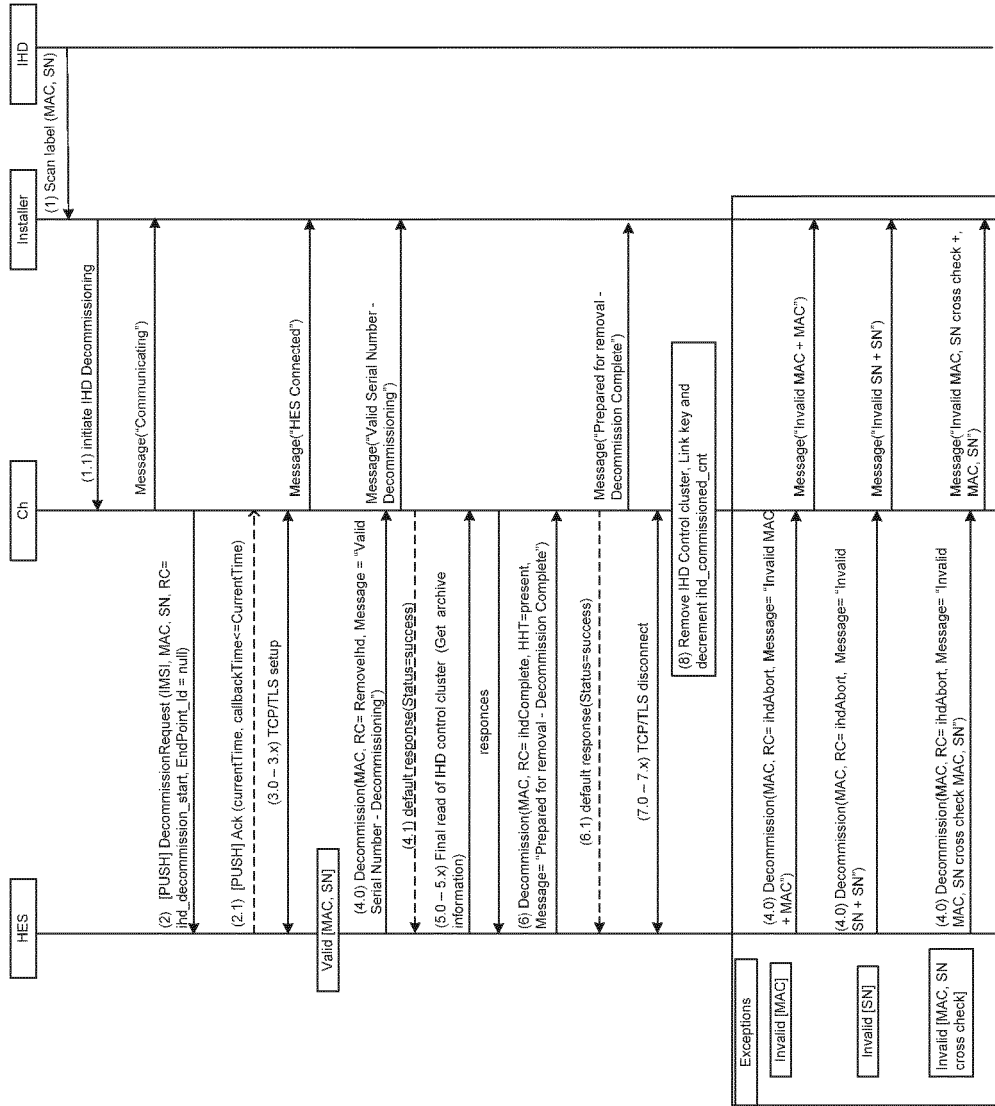 HES
Ch
Installer
IHD
(1) Scan label (MAC, SN)
(1.1) initiate IHD Decommissioning
Message("Communicating")
(2) [PUSH] DecommissionRequest (IMSI, MAC, SN, RC=
ihd_decommission_start, EndPoint_Id = null)
(2.1) [PUSH] Ack (currentTime, callbackTime<=CurrentTime)
(3.0 – 3.x) TCP/TLS setup
Message("HES Connected")
Valid [MAC, SN]
(4.0) Decommission(MAC, RC= RemoveIhd, Message = "Valid
Serial Number - Decommissioning")
Message("Valid Serial Number -
Decommissioning")
(4.1) default response(Status=success)
(5.0 – 5.x) Final read of IHD control cluster (Get archive
information)
responces
(6) Decommission(MAC, RC= ihdComplete, HHT=present,
Message= "Prepared for removal - Decommission Complete")
Message("Prepared for removal -
Decommission Complete")
(6.1) default response(Status=success)
(7.0 – 7.x) TCP/TLS disconnect
(8) Remove IHD Control cluster, Link key and
decrement ihd_commissioned_cnt
Exceptions
Invalid [MAC]
(4.0) Decommission(MAC, RC= ihdAbort, Message= "Invalid MAC
+ MAC")
Message("Invalid MAC + MAC")
Invalid [SN]
(4.0) Decommission(MAC, RC= ihdAbort, Message= "Invalid
SN + SN")
Message("Invalid SN + SN")
Invalid [MAC, SN
cross check]
(4.0) Decommission(MAC, RC= ihdAbort, Message= "Invalid
MAC, SN cross check MAC, SN")
Message("Invalid MAC, SN cross check +,
MAC, SN")